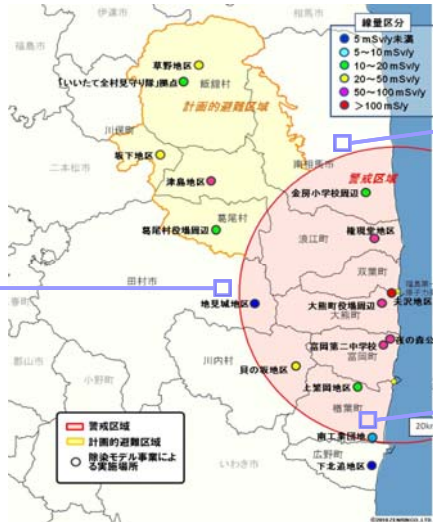 伊達市
相馬市
福島市
線量区分
5 mSv/y未満
5～10mSv/y
10～20mSv/y
20～50mSv/y
50～100mSv/y
>100mS/y
草野地区
「いいたて全村見守り隊」拠点
飯舘村
計画的避難区域
川俣町
二本松市
坂下地区
津島地区
南相馬市
警戒区域
金房小学校周辺
葛尾村
葛尾村役場周辺
浪江町
権現堂地区
双葉町
田村市
地見城地区
大熊町役場周辺
大熊町
夫沢地区
富岡第二中学校
夜の森公
富岡町
郡山市
川内村
貝の坂地区
小野町
上繁岡地区
楢葉町
警戒区域
計画的避難区域
除染モデル事業によ
る実施場所
いわき市
南工業団地
広野町
下北迫地区
20km